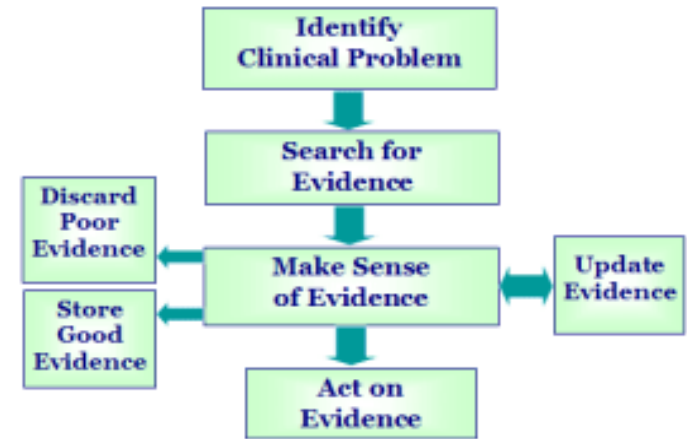 Identify
Clinical Problem
Search for
Evidence
Discard
Poor
Evidence
Make Sense
of Evidence
Update
Evidence
Store
Good
Evidence
Act on
Evidence